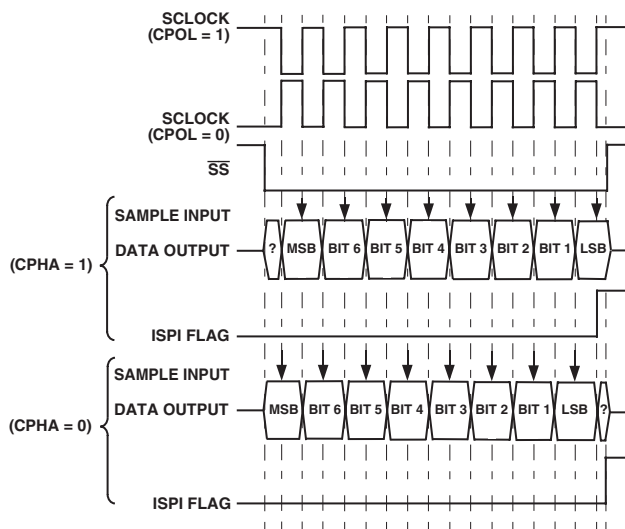 SCLOCK
(CPOL = 1)
SCLOCK
(CPOL = 0)
SS
(CPHA = 1)
SAMPLE INPUT
DATA OUTPUT
? MSB BIT 6 BIT 5 BIT 4 BIT 3 BIT 2 BIT 1 LSB
ISPI FLAG
(CPHA = 0)
SAMPLE INPUT
DATA OUTPUT
MSB BIT 6 BIT 5 BIT 4 BIT 3 BIT 2 BIT 1 LSB ?
ISPI FLAG